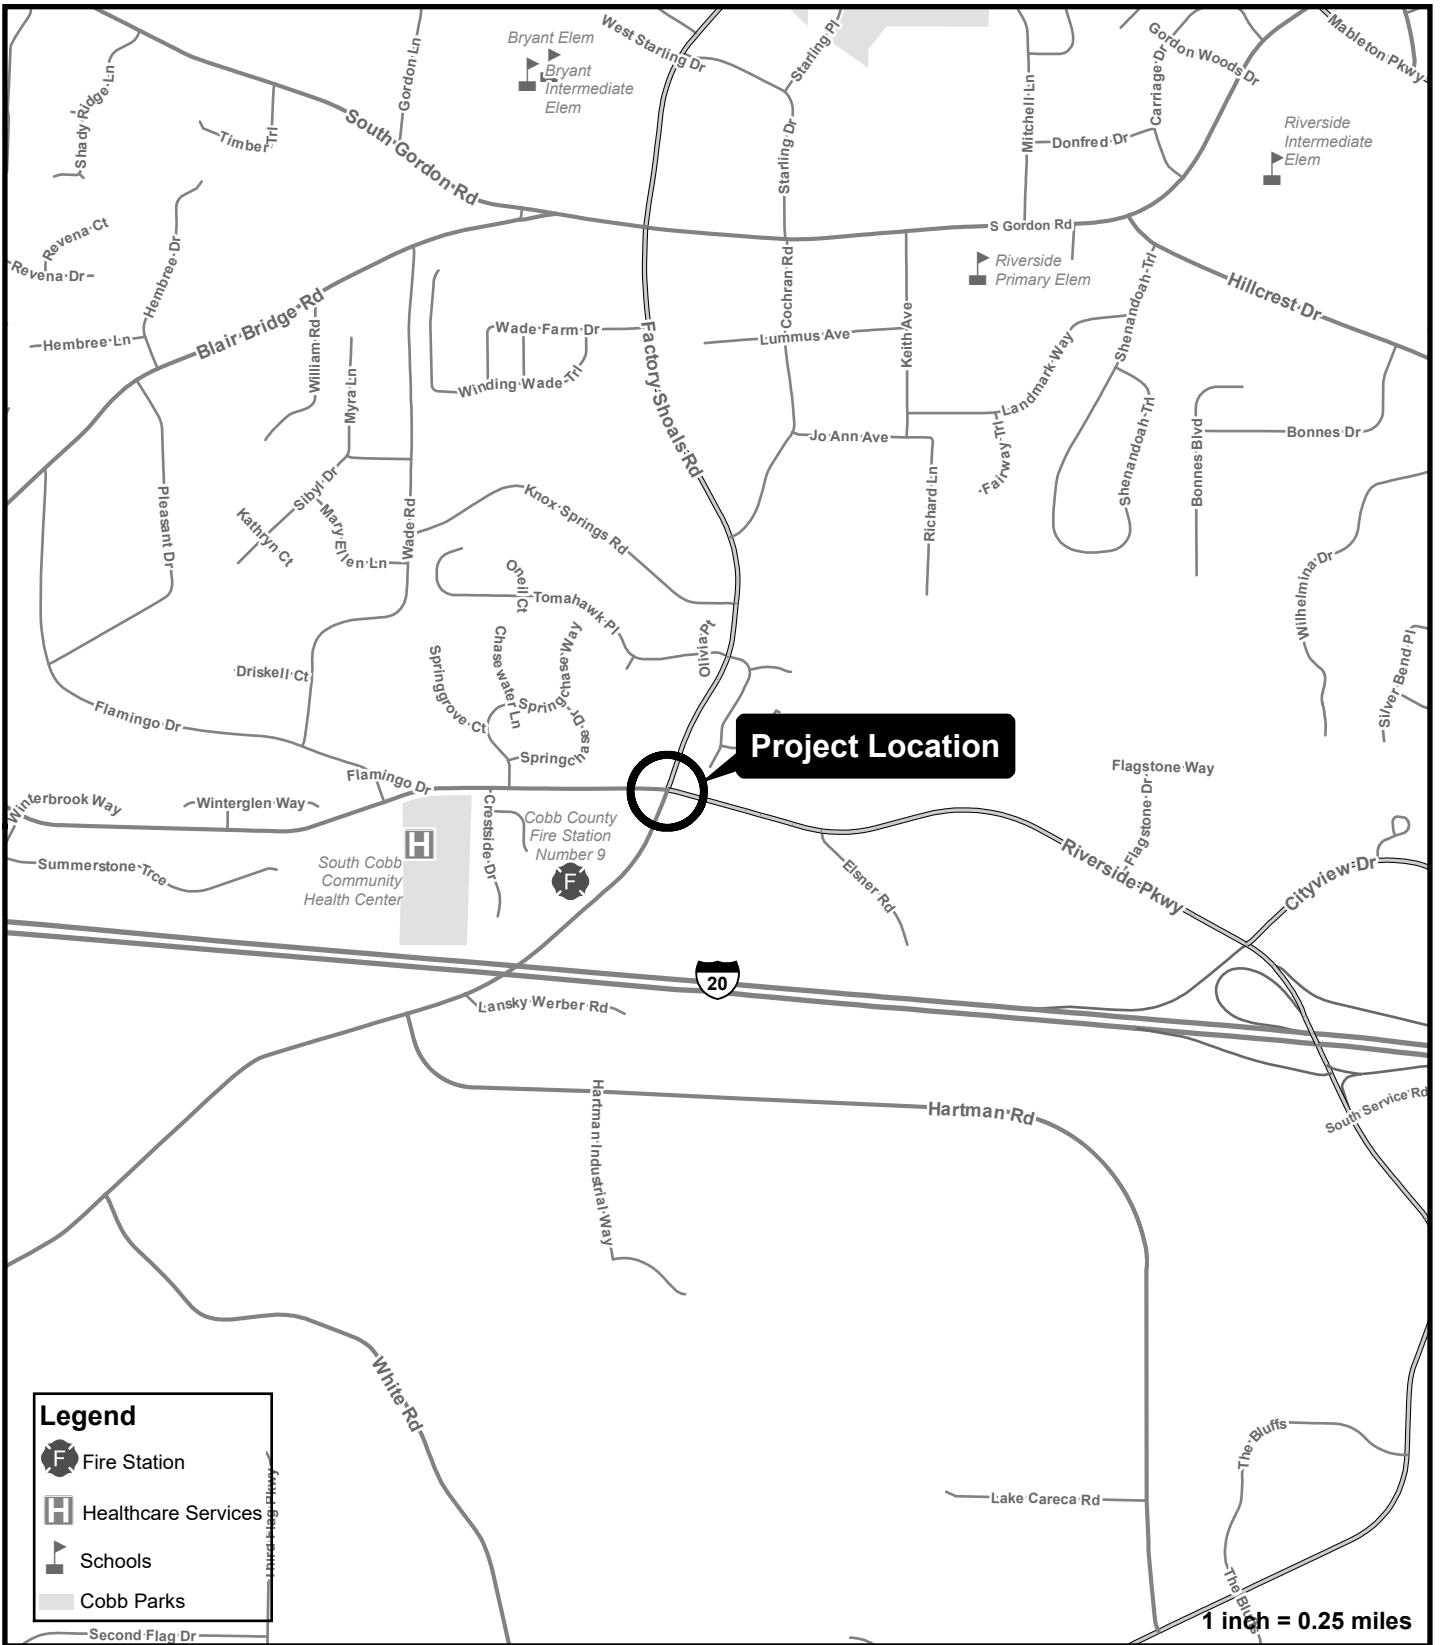 West Starling Dr
Starling Pl
Gordon Woods Dr
Mableton Pkwy
Shady Ridge Ln
Gordon Ln
Bryant Elem
Bryant
Intermediate
Elem
Mitchell Ln
Carriage Dr
Timber Trl
South Gordon Rd
Starling Dr
Donfred Dr
Riverside
Intermediate
Elem
Revena Ct
Revena Dr
Hembree Dr
S Gordon Rd
Riverside
Primary Elem
Cochran Rd
Shenandoah Trl
Hillcrest Dr
Hembree Ln
Blair Bridge Rd
William Rd
Wade Farm Dr
Factory Shoals Rd
Lummus Ave
Keith Ave
Landmark Way
Myra Ln
Winding Wade Trl
Jo Ann Ave
Fairway Trl
Shenandoah Trl
Bonnes Blvd
Bonnes Dr
Pleasant Dr
Sibyl Dr
Kathryn Ct
Mary Ellen Ln
Wade Rd
Knox Springs Rd
Richard Ln
Wilhelmina Dr
Oneil Ct
Tomahawk Pl
Olivia Pt
Silver Bend Pl
Driskell Ct
Springgrove Ct
Chasewater Ln
Springchase Way
Springchase Dr
Flamingo Dr
Project Location
Flamingo Dr
Winterbrook Way
Winterglen Way
Flagstone Way
Flagstone Dr
Crestside Dr
Cobb County
Fire Station
Number 9
F
H
South Cobb
Community
Health Center
Summerstone Trce
Elsner Rd
Riverside Pkwy
Cityview Dr
20
Lansky Werber Rd
Hartman Rd
South Service Rd
Hartman Industrial Way
White Rd
The Bluffs
Lake Careca Rd
The Bluffs
Legend
F Fire Station
H Healthcare Services
Schools
Cobb Parks
Third Flag Pkwy
Second Flag Dr
1 inch = 0.25 miles